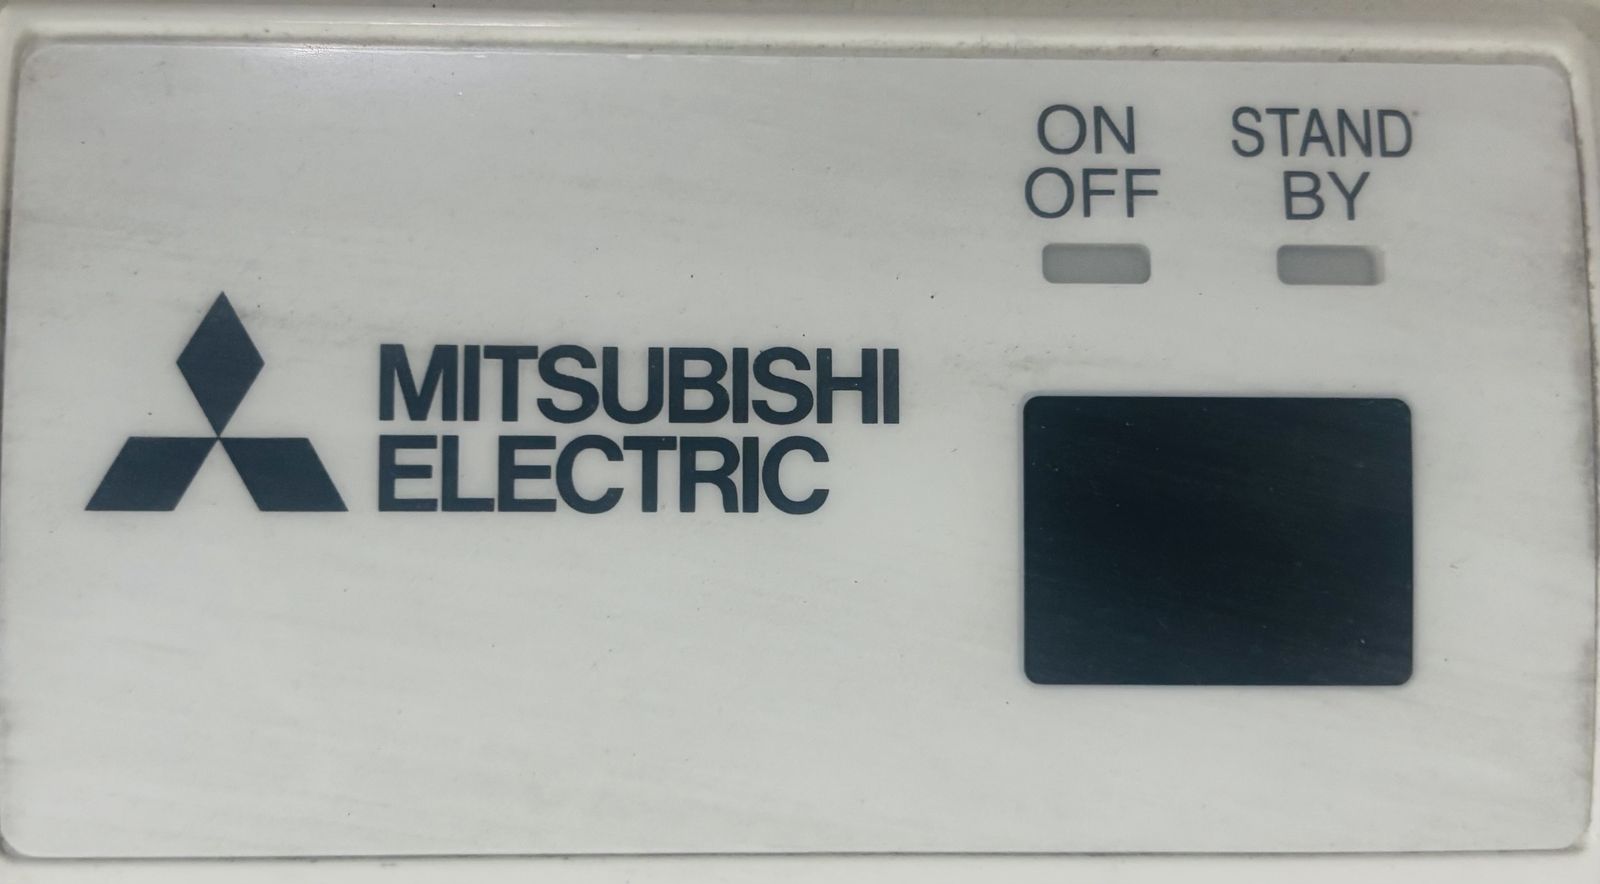 ON
OFF
STAND
BY
MITSUBISHI
ELECTRIC